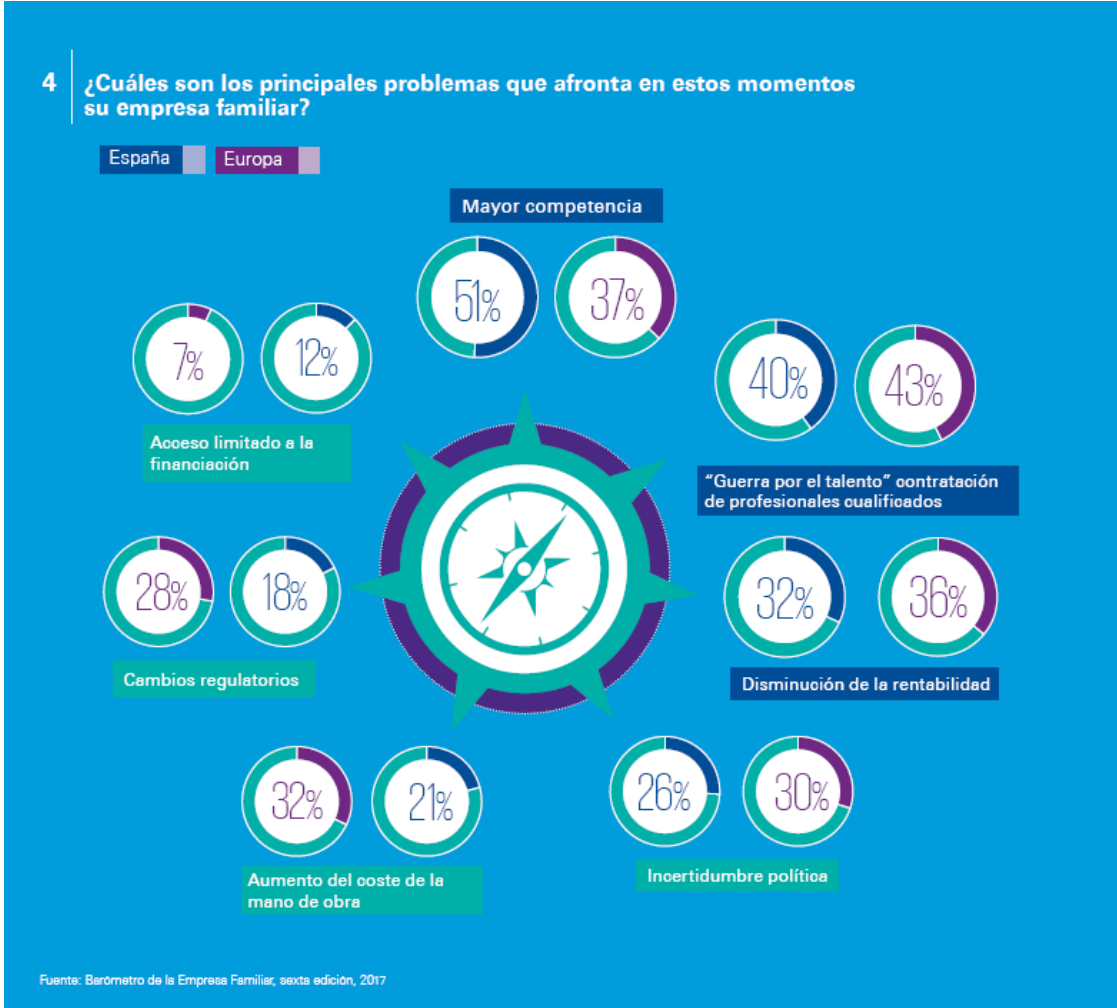 4
¿Cuáles son los principales problemas que afronta en estos momentos
su empresa familiar?
España
Europa
Mayor competencia
51%
37%
40%
43%
“Guerra por el talento” contratación
de profesionales cualificados
32%
36%
Disminución de la rentabilidad
26%
30%
Incertidumbre política
32%
21%
Aumento del coste de la
mano de obra
28%
18%
Cambios regulatorios
7%
12%
Acceso limitado a la
financiación
Fuente: Barómetro de la Empresa Familiar, sexta edición, 2017